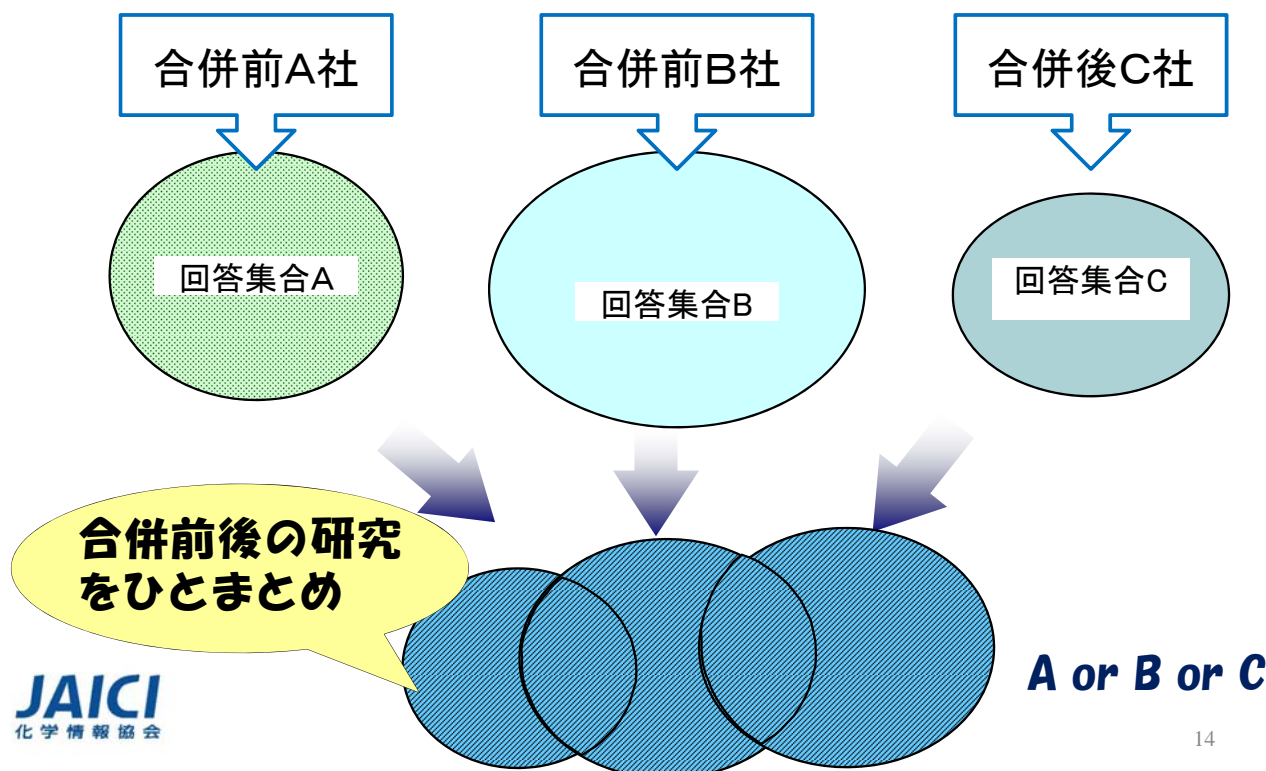 合併前A社
合併前B社
合併後C社
回答集合A
回答集合B
回答集合C
合併前後の研究
をひとまとめ
A or B or C
JAICI
化学情報協会
14